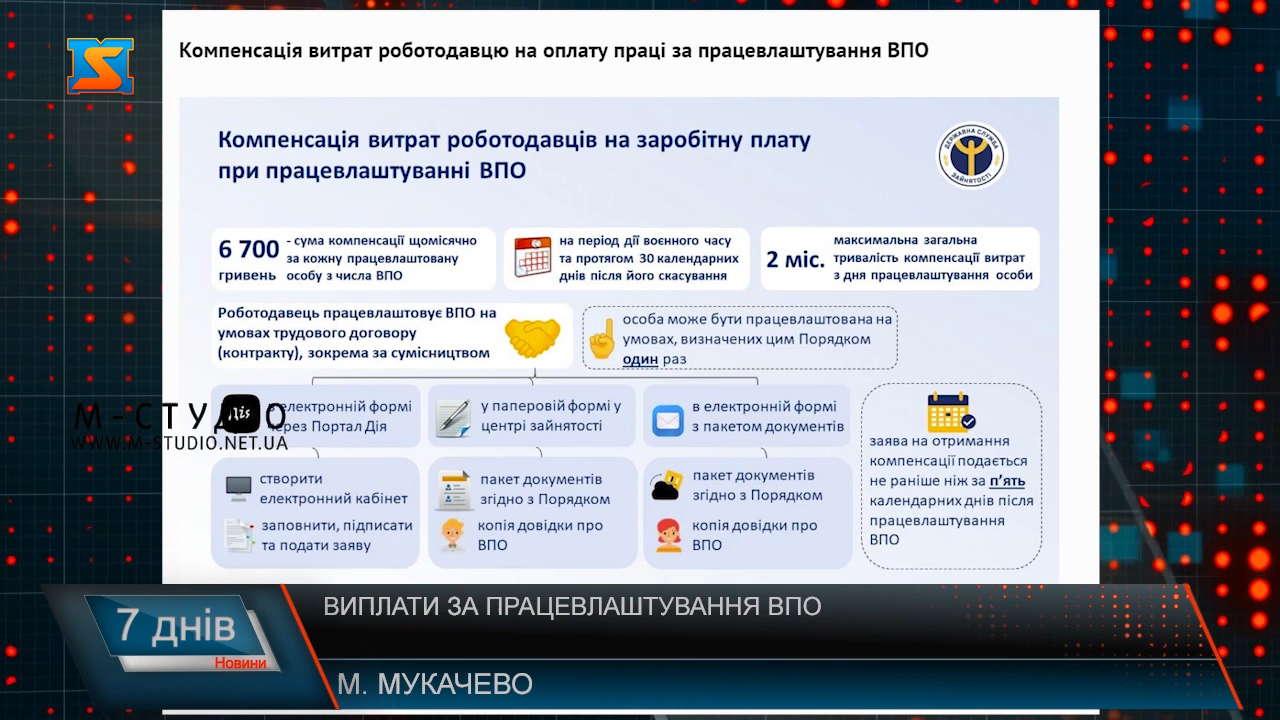 Компенсація витрат роботодавцю на оплату праці за працевлаштування ВПО
Компенсація витрат роботодавців на заробітну плату
при працевлаштуванні ВПО
ДЕРЖАВНА СЛУЖБА
ЗАЙНЯТОСТІ
6 700
гривень
- сума компенсації щомісячно
за кожну працевлаштовану
особу з числа ВПО
на період дії воєнного часу
та протягом 30 календарних
днів після його скасування
2 міс.
максимальна загальна
тривалість компенсації витрат
з дня працевлаштування особи
Роботодавець працевлаштовує ВПО на
умовах трудового договору
(контракту), зокрема за сумісництвом
особа може бути працевлаштована на
умовах, визначених цим Порядком
один раз
електронній формі
через Портал Дія
у паперовій формі у
центрі зайнятості
в електронній формі
з пакетом документів
створити
електронний кабінет
заповнити, підписати
та подати заяву
пакет документів
згідно з Порядком
копія довідки про
ВПО
пакет документів
згідно з Порядком
копія довідки про
ВПО
заява на отримання
компенсації подається
не раніше ніж за п'ять
календарних днів після
працевлаштування
ВПО
М-СТУДІО
WWW.M-STUDIO.NET.UA
7 днів
Новини
ВИПЛАТИ ЗА ПРАЦЕВЛАШТУВАННЯ ВПО
М. МУКАЧЕВО